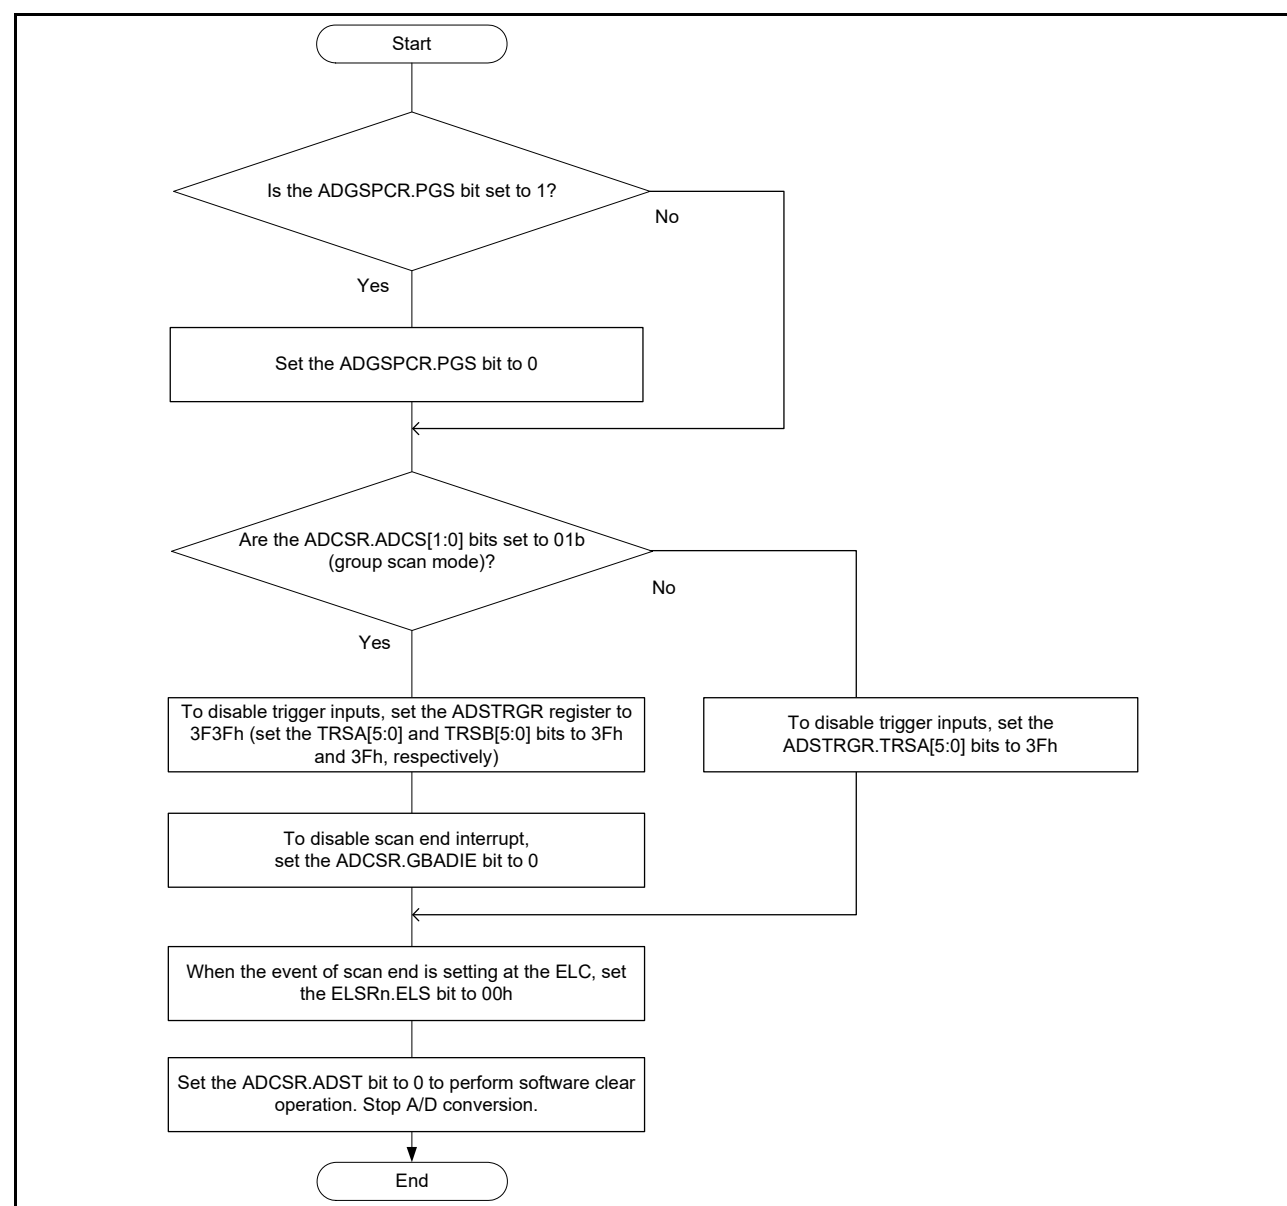 Start
Is the ADGSPCR.PGS bit set to 1?
No
Yes
Set the ADGSPCR.PGS bit to 0
Are the ADCSR.ADCS[1:0] bits set to 01b
(group scan mode)?
No
Yes
To disable trigger inputs, set the ADSTRGR register to
3F3Fh (set the TRSA[5:0] and TRSB[5:0] bits to 3Fh
and 3Fh, respectively)
To disable trigger inputs, set the
ADSTRGR.TRSA[5:0] bits to 3Fh
To disable scan end interrupt,
set the ADCSR.GBADIE bit to 0
When the event of scan end is setting at the ELC, set
the ELSRn.ELS bit to 00h
Set the ADCSR.ADST bit to 0 to perform software clear
operation. Stop A/D conversion.
End